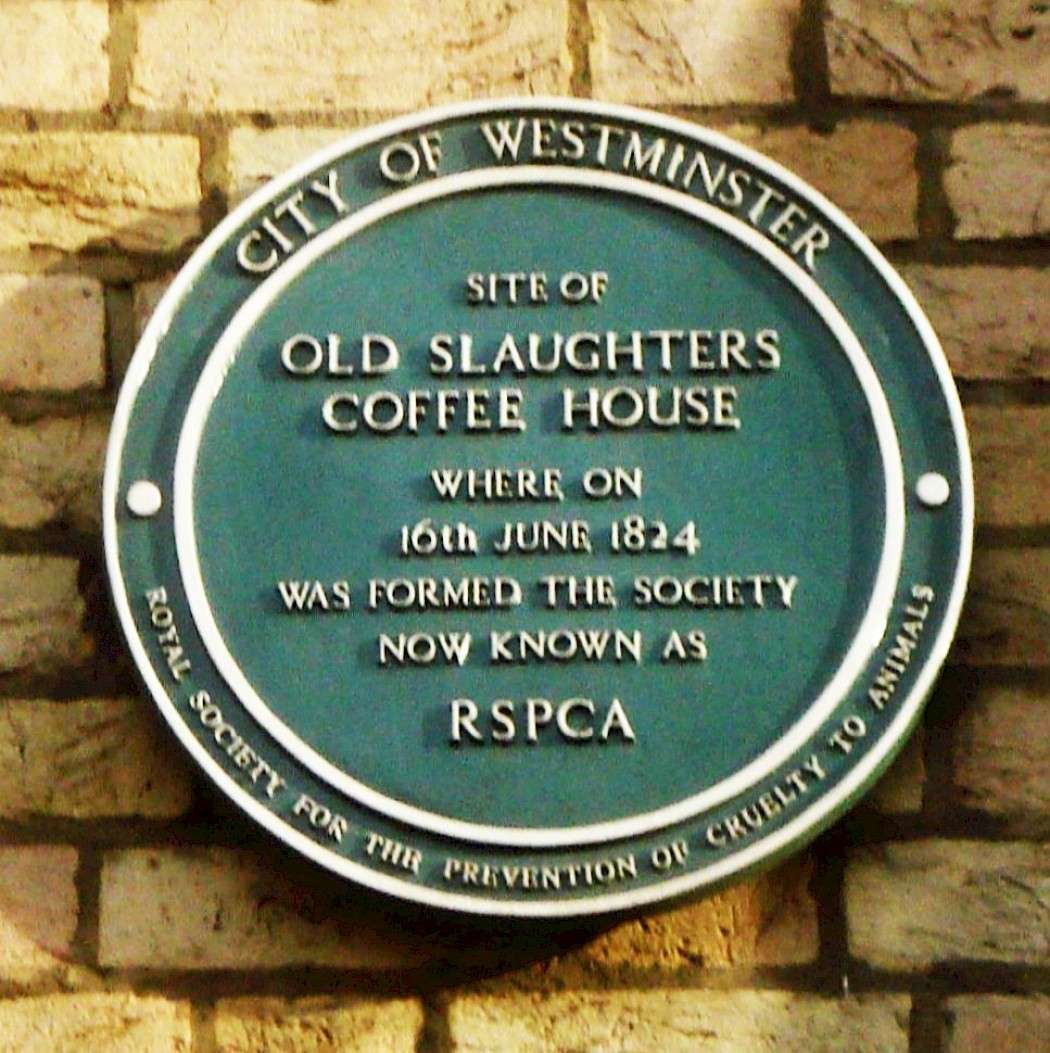 CITY OF WESTMINSTER
SITE OF
OLD SLAUGHTERS
COFFEE HOUSE
WHERE ON
16th JUNE 1824
WAS FORMED THE SOCIETY
NOW KNOWN AS
RSPCA
ROYAL SOCIETY FOR THE PREVENTION OF CRUELTY TO ANIMALS